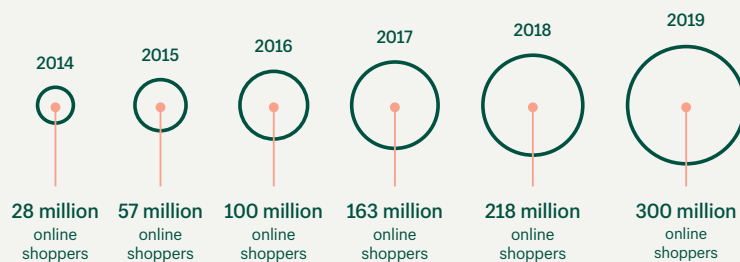 2014
2015
2016
2017
2018
2019
28 million
online
shoppers
57 million
online
shoppers
100 million
online
shoppers
163 million
online
shoppers
218 million
online
shoppers
300 million
online
shoppers